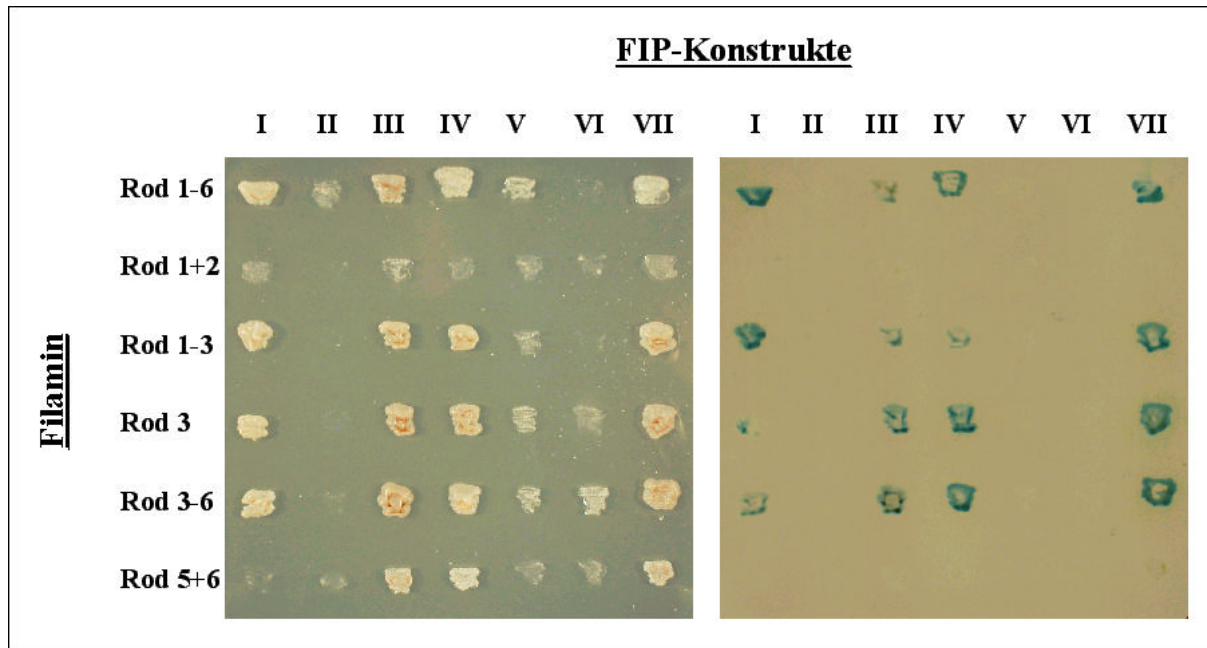 FIP-Konstrukte
I II III IV V VI VII I II III IV V VI VII
Filamin
Rod 1-6
Rod 1+2
Rod 1-3
Rod 3
Rod 3-6
Rod 5+6